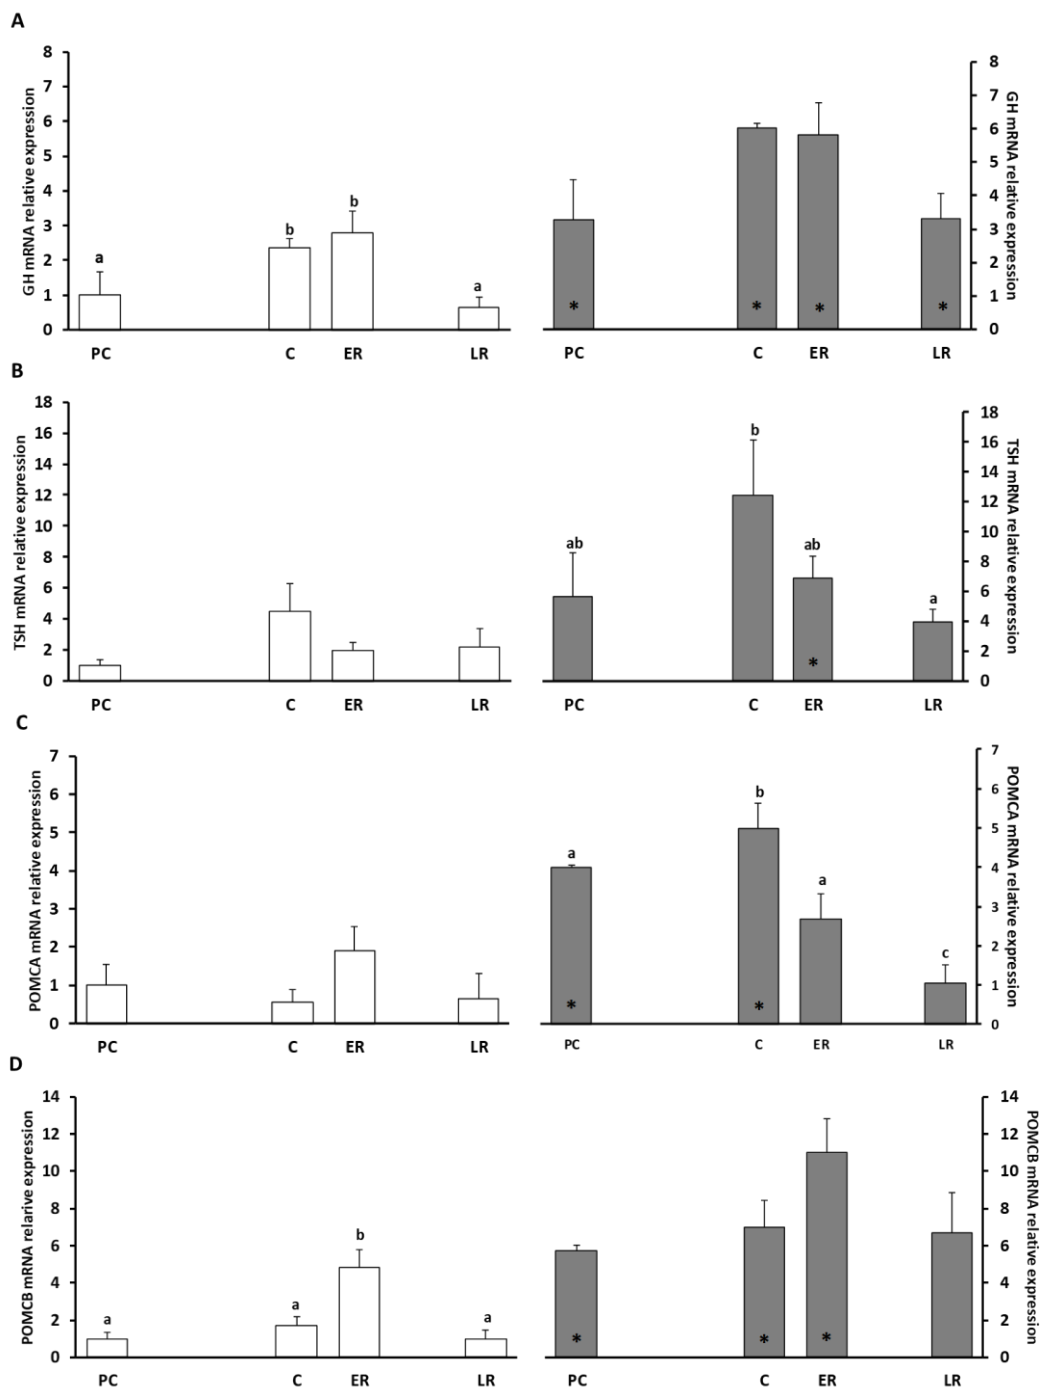 A
GH mRNA relative expression
8
7
6
5
4
3
2
1
0
a
b
b
a
PC
C
ER
LR
*
*
*
*
PC
C
ER
LR
8
7
6
5
4
3
2
1
0
GH mRNA relative expression
B
TSH mRNA relative expression
18
16
14
12
10
8
6
4
2
0
PC
C
ER
LR
ab
b
ab
a
*
PC
C
ER
LR
18
16
14
12
10
8
6
4
2
0
TSH mRNA relative expression
C
POMCA mRNA relative expression
7
6
5
4
3
2
1
0
PC
C
ER
LR
a
b
a
c
*
*
PC
C
ER
LR
7
6
5
4
3
2
1
0
POMCA mRNA relative expression
D
POMCB mRNA relarive expression
14
12
10
8
6
4
2
0
a
a
b
a
PC
C
ER
LR
*
*
*
PC
C
ER
LR
14
12
10
8
6
4
2
0
POMCB mRNA relative expression